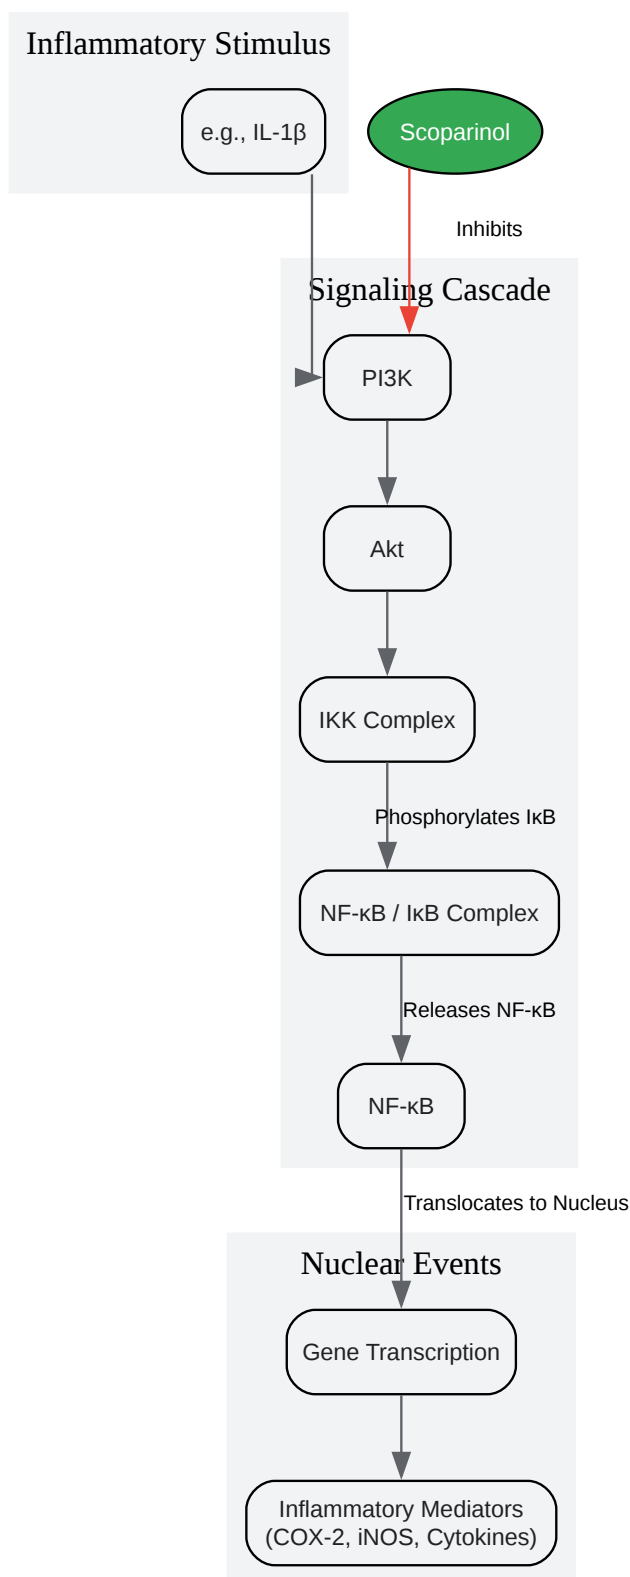 Inflammatory Stimulus
e.g., IL-1β
Scoparinol
Inhibits
Signaling Cascade
PI3K
Akt
IKK Complex
Phosphorylates IκB
NF-κB / IκB Complex
Releases NF-κB
NF-κB
Translocates to Nucleus
Nuclear Events
Gene Transcription
Inflammatory Mediators
(COX-2, iNOS, Cytokines)